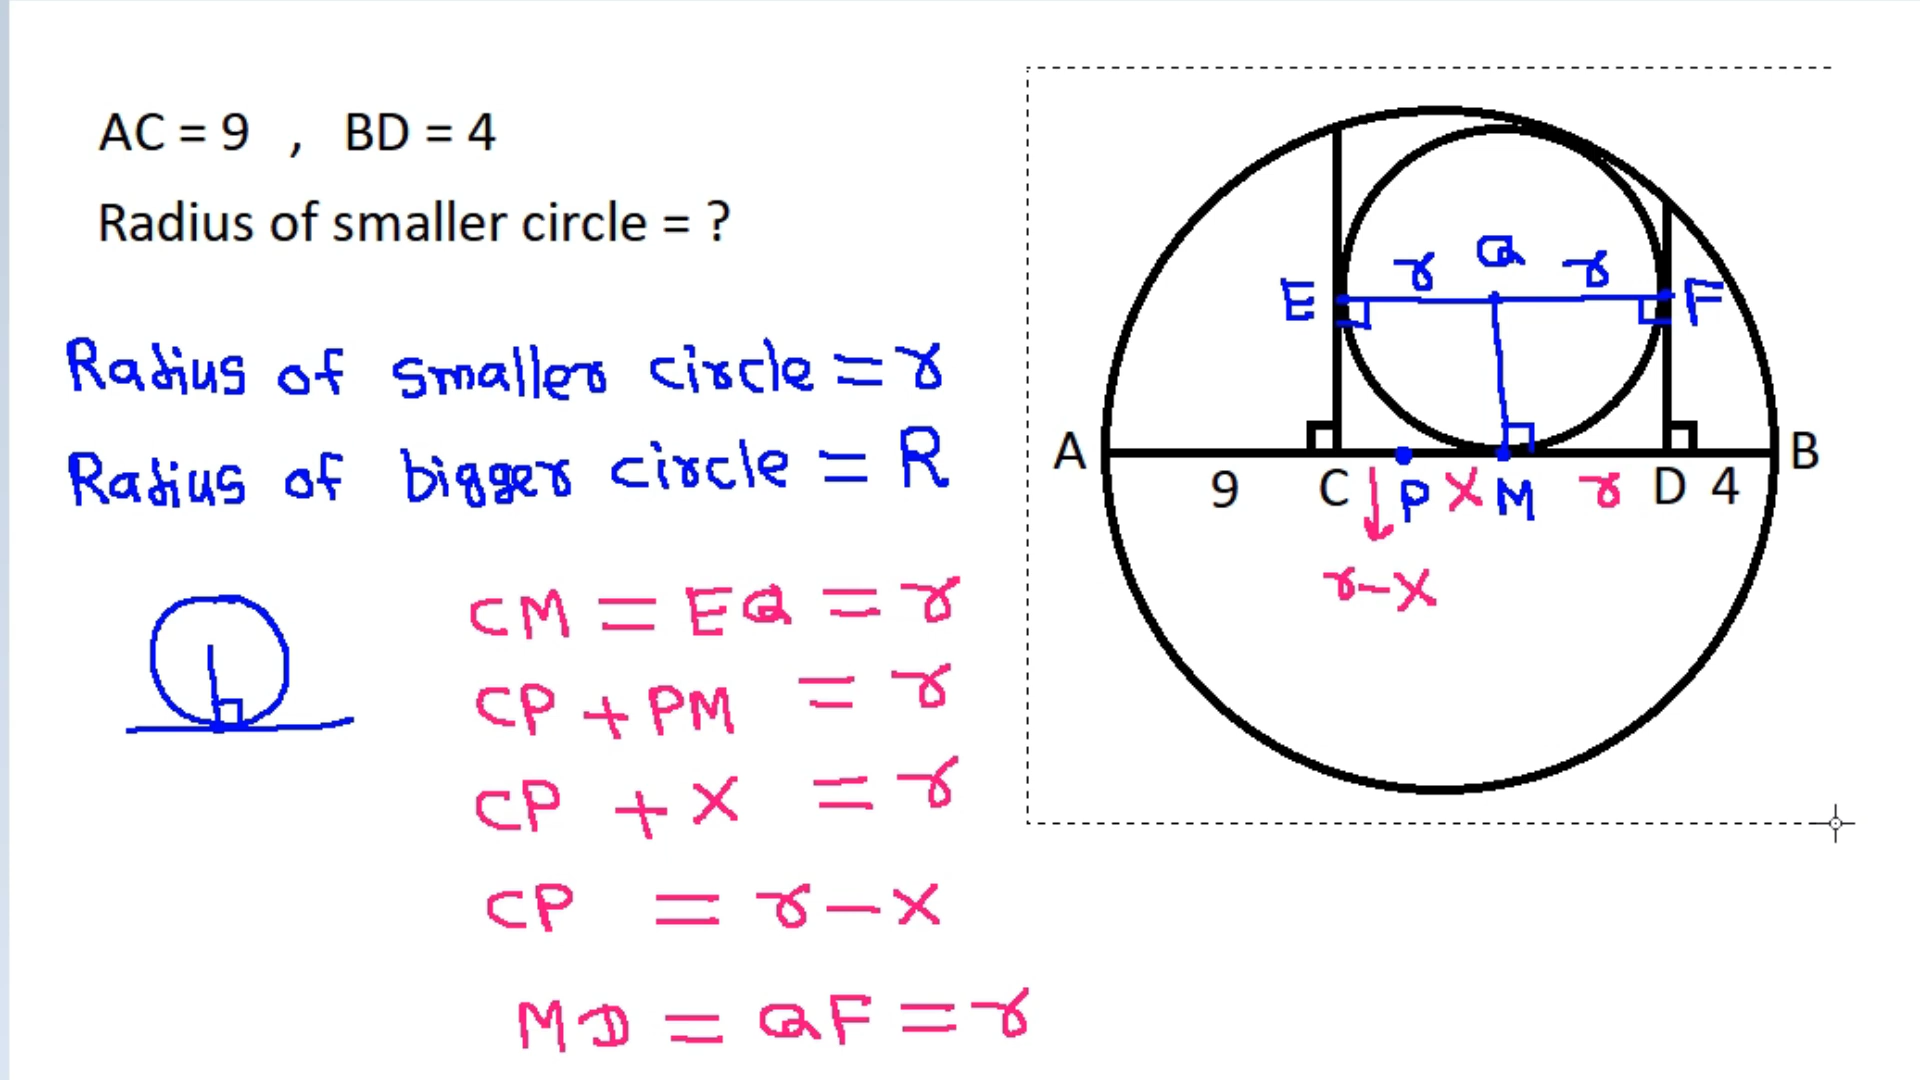 AC = 9 , BD = 4
Radius of smaller circle = ?
Radius of smaller circle = r
Radius of bigger circle = R
CM = EQ = r
CP + PM = r
CP + x = r
CP = r - x
MD = QF = r
r Q r
E F
A 9 C P x M r D 4 B
r - x